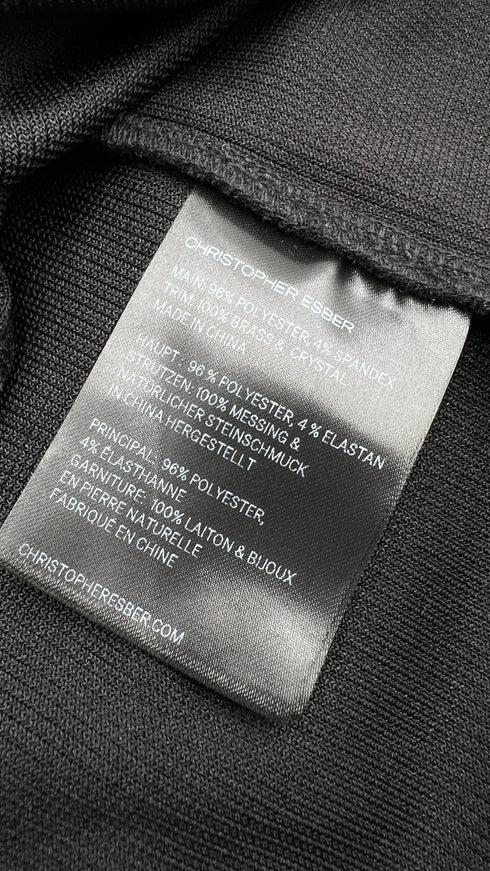 CHRISTOPHER ESBER
MAIN: 96% POLYESTER, 4% SPANDEX
TRIM: 100% BRASS & CRYSTAL
MADE IN CHINA
HAUPT.: 96 % POLYESTER, 4 % ELASTAN
STRUTZEN: 100% MESSING &
NATÜRLICHER STEINSCHMUCK
IN CHINA HERGESTELLT
PRINCIPAL: 96% POLYESTER,
4% ÉLASTHANNE
GARNITURE: 100% LAITON & BIJOUX
EN PIERRE NATURELLE
FABRIQUÉ EN CHINE
CHRISTOPHERESBER.COM